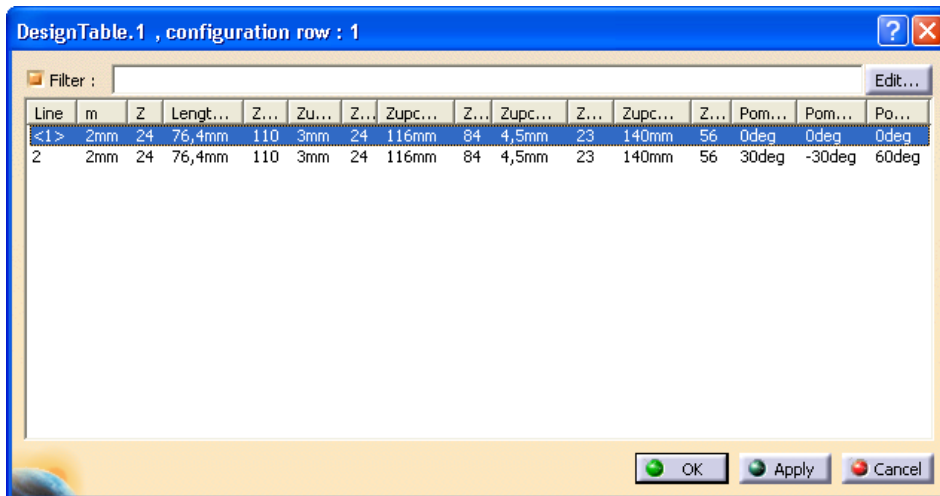 DesignTable.1 , configuration row : 1
Filter :
Edit...
Line m Z Lengt... Z... Zu... Z... Zupc... Z... Zupc... Z... Zupc... Z... Pom... Pom... Po...
<1> 2mm 24 76,4mm 110 3mm 24 116mm 84 4,5mm 23 140mm 56 0deg 0deg 0deg
2 2mm 24 76,4mm 110 3mm 24 116mm 84 4,5mm 23 140mm 56 30deg -30deg 60deg
OK Apply Cancel